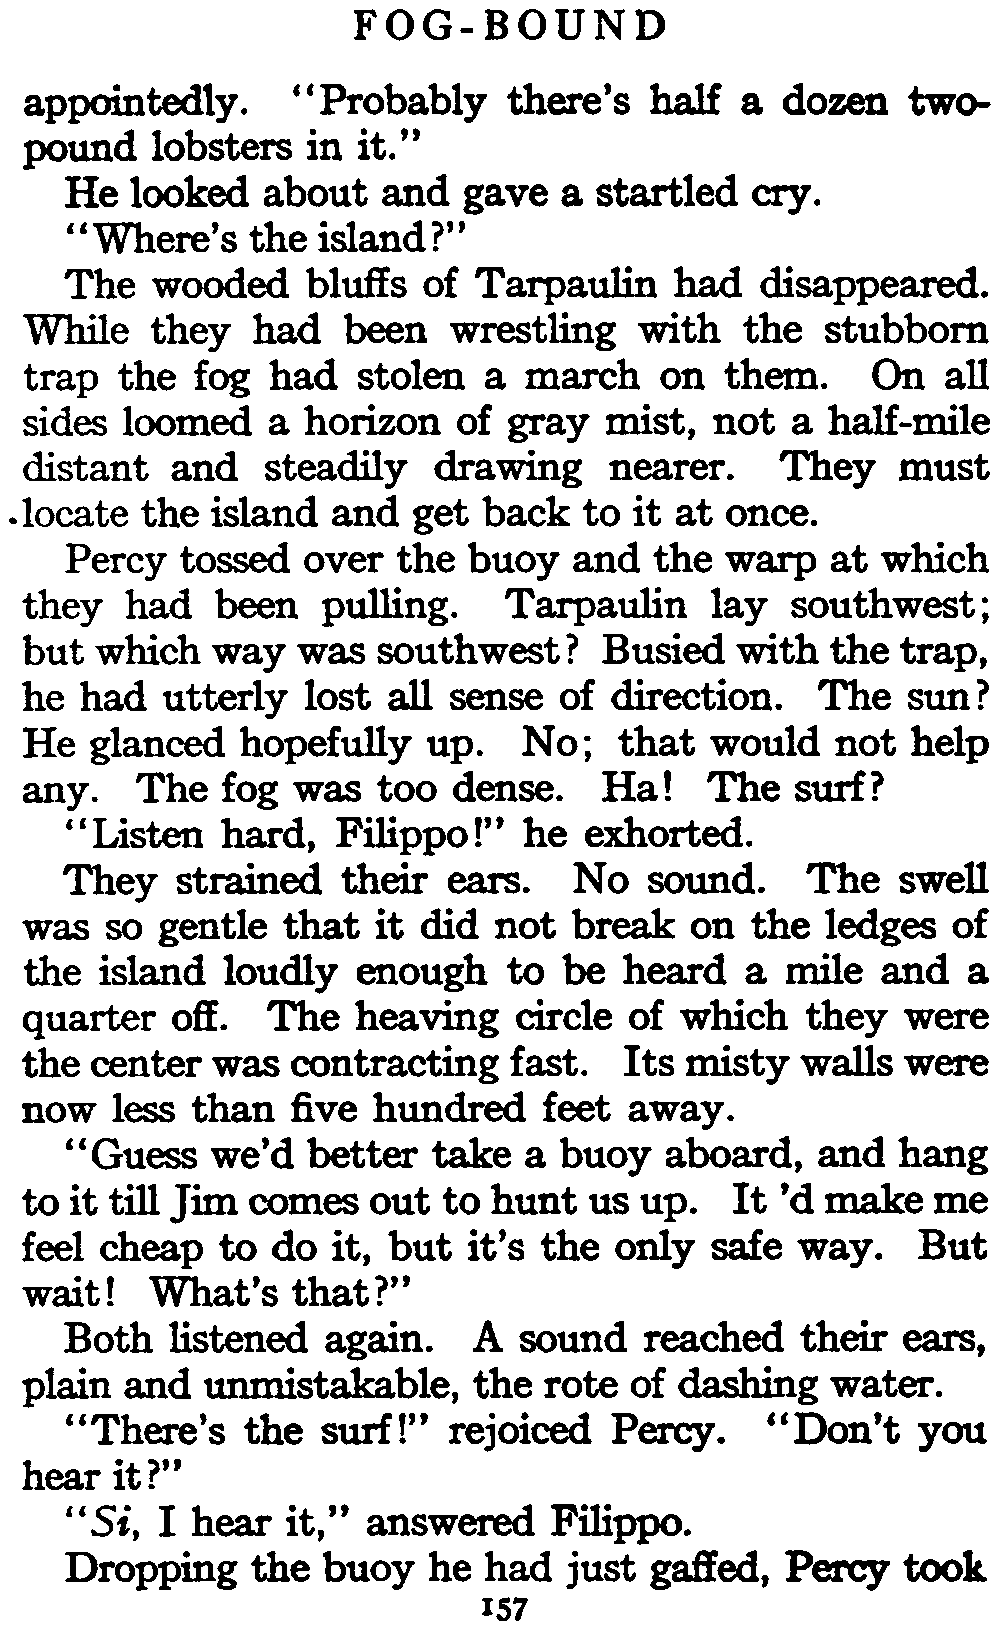 FOG-BOUND
appointedly. "Probably there's half a dozen two-
pound lobsters in it."
He looked about and gave a startled cry.
"Where's the island?"
The wooded bluffs of Tarpaulin had disappeared.
While they had been wrestling with the stubborn
trap the fog had stolen a march on them. On all
sides loomed a horizon of gray mist, not a half-mile
distant and steadily drawing nearer. They must
locate the island and get back to it at once.
Percy tossed over the buoy and the warp at which
they had been pulling. Tarpaulin lay southwest;
but which way was southwest? Busied with the trap,
he had utterly lost all sense of direction. The sun?
He glanced hopefully up. No; that would not help
any. The fog was too dense. Ha! The surf?
"Listen hard, Filippo!" he exhorted.
They strained their ears. No sound. The swell
was so gentle that it did not break on the ledges of
the island loudly enough to be heard a mile and a
quarter off. The heaving circle of which they were
the center was contracting fast. Its misty walls were
now less than five hundred feet away.
"Guess we'd better take a buoy aboard, and hang
to it till Jim comes out to hunt us up. It 'd make me
feel cheap to do it, but it's the only safe way. But
wait! What's that?"
Both listened again. A sound reached their ears,
plain and unmistakable, the rote of dashing water.
"There's the surf!" rejoiced Percy. "Don't you
hear it?"
"Si, I hear it," answered Filippo.
Dropping the buoy he had just gaffed, Percy took
157